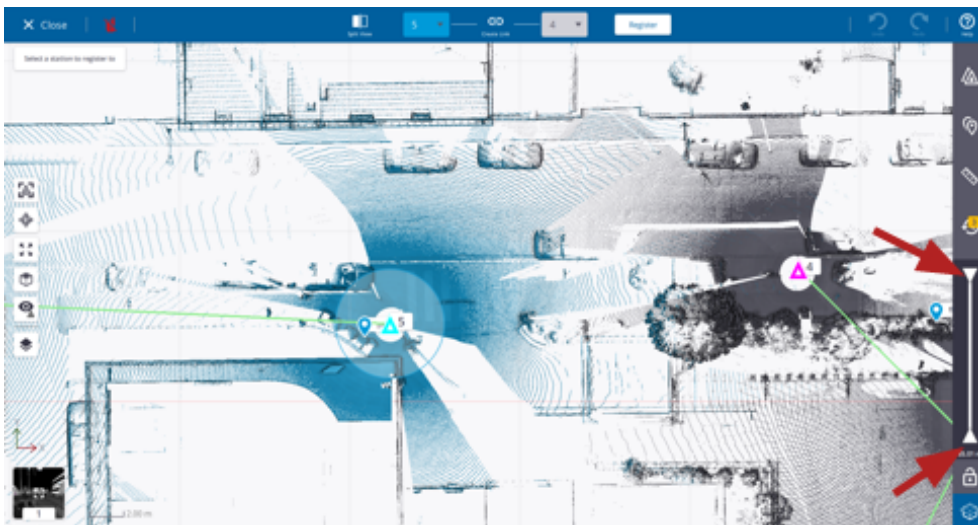 Close
Split View
5
Create Link
4
Register
Help
Select a station to register to
4
5
1
2.00 m